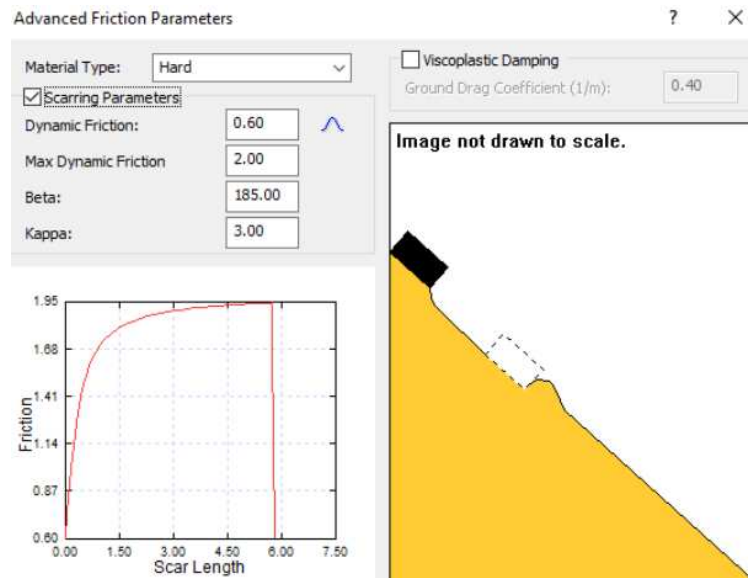 Advanced Friction Parameters
? ×
Material Type: Hard
Scarring Parameters
Dynamic Friction: 0.60
Max Dynamic Friction 2.00
Beta: 185.00
Kappa: 3.00
Viscoplastic Damping
Ground Drag Coefficient (1/m): 0.40
Image not drawn to scale.
1.95
1.68
1.41
1.14
0.87
0.60
Friction
0.00 1.50 3.00 4.50 6.00 7.50
Scar Length